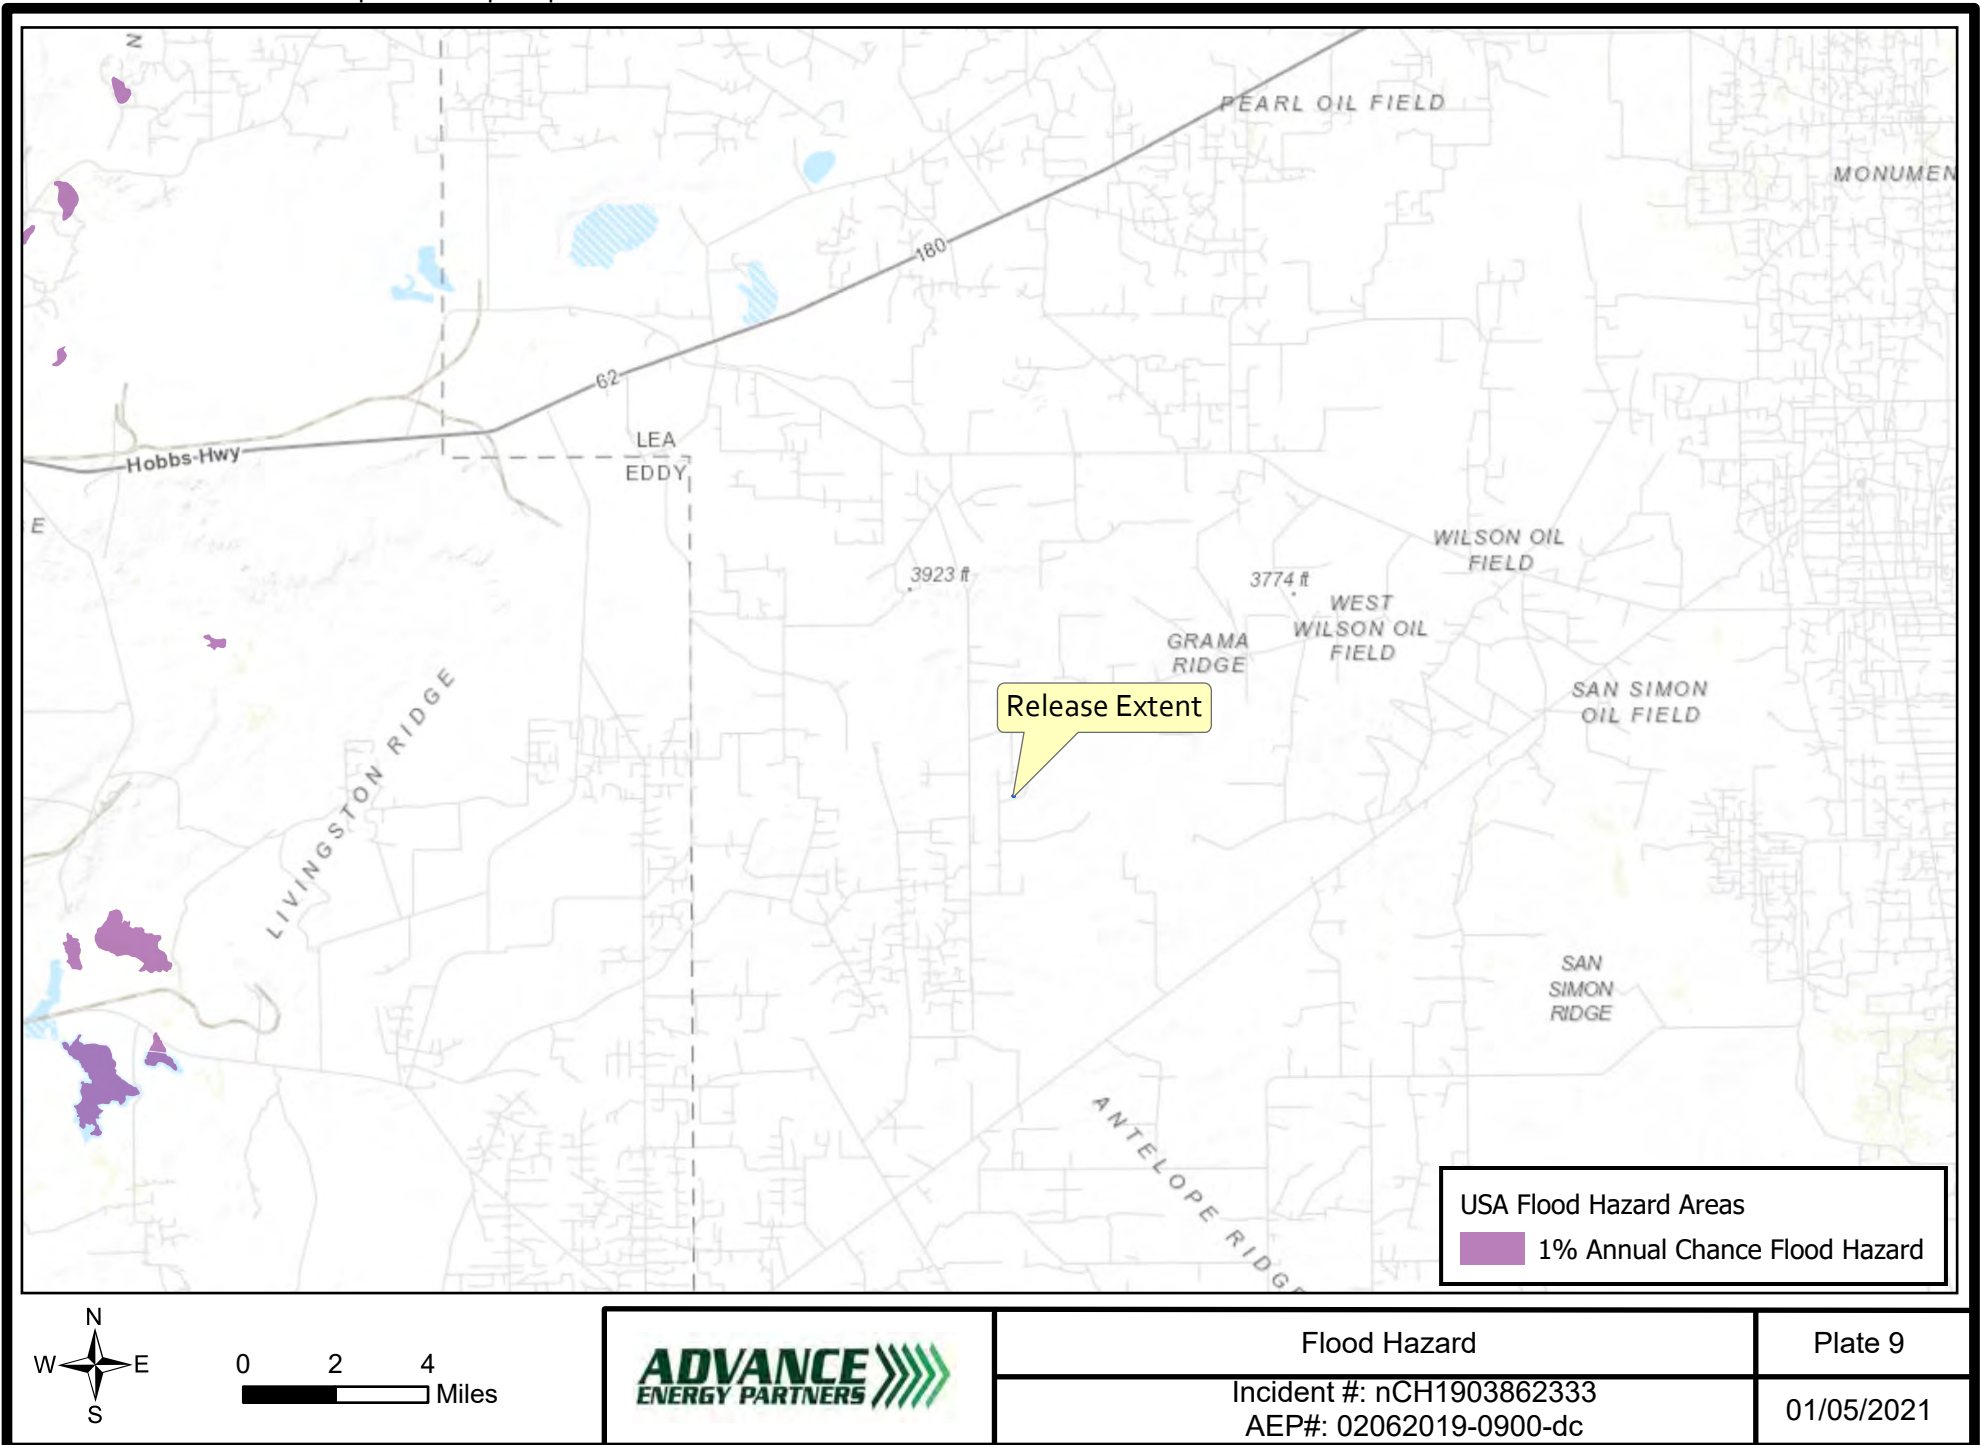 N
PEARL OIL FIELD
MONUMEN
180
62
LEA
EDDY
Hobbs Hwy
E
WILSON OIL
FIELD
3923 ft
3774 ft
WEST
WILSON OIL
FIELD
GRAMA
RIDGE
SAN SIMON
OIL FIELD
Release Extent
LIVINGSTON RIDGE
SAN
SIMON
RIDGE
ANTELOPE RIDGE
USA Flood Hazard Areas
1% Annual Chance Flood Hazard
N
W E
S
0 2 4
Miles
ADVANCE
ENERGY PARTNERS
Flood Hazard
Plate 9
Incident #: nCH1903862333
AEP#: 02062019-0900-dc
01/05/2021